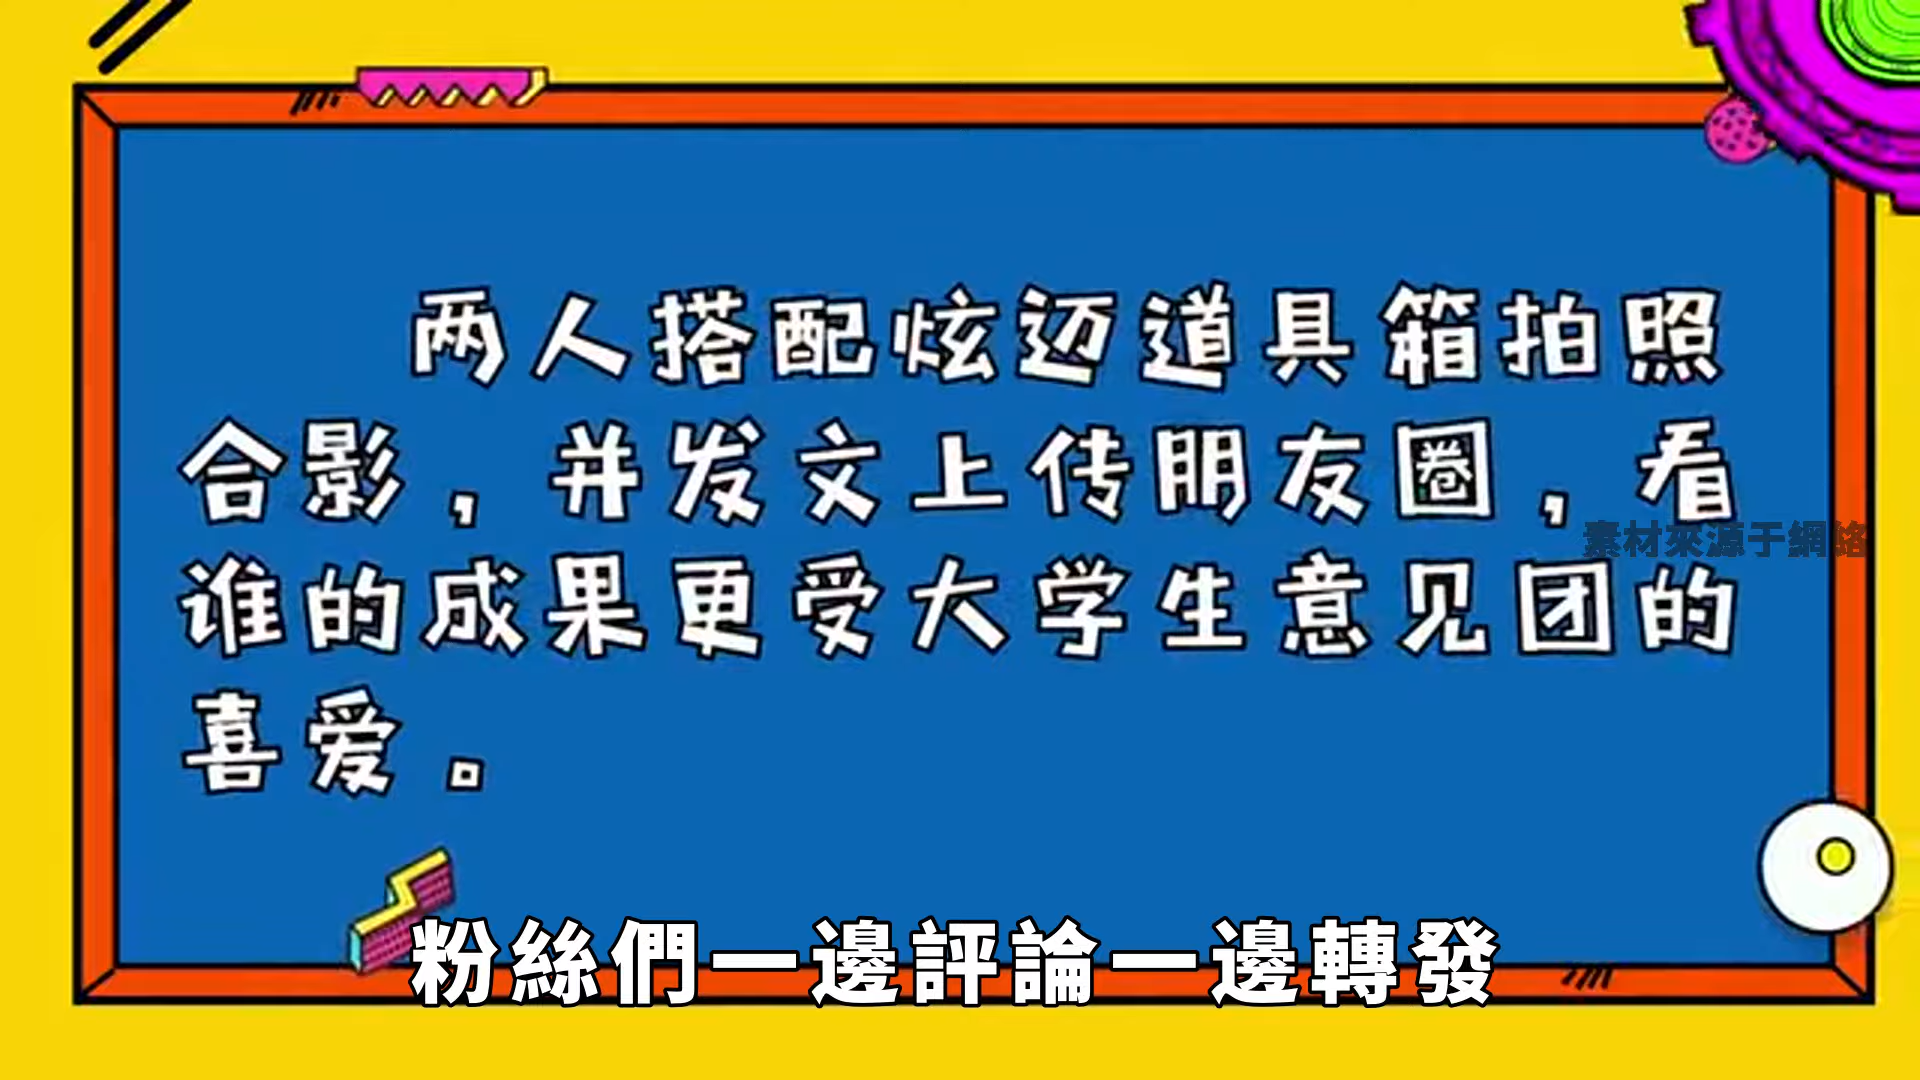 两人搭配炫迈道具箱拍照
合影，并发文上传朋友圈，看
谁的成果更受大学生意见团的
喜爱。
素材來源于網絡
粉絲們一邊評論一邊轉發